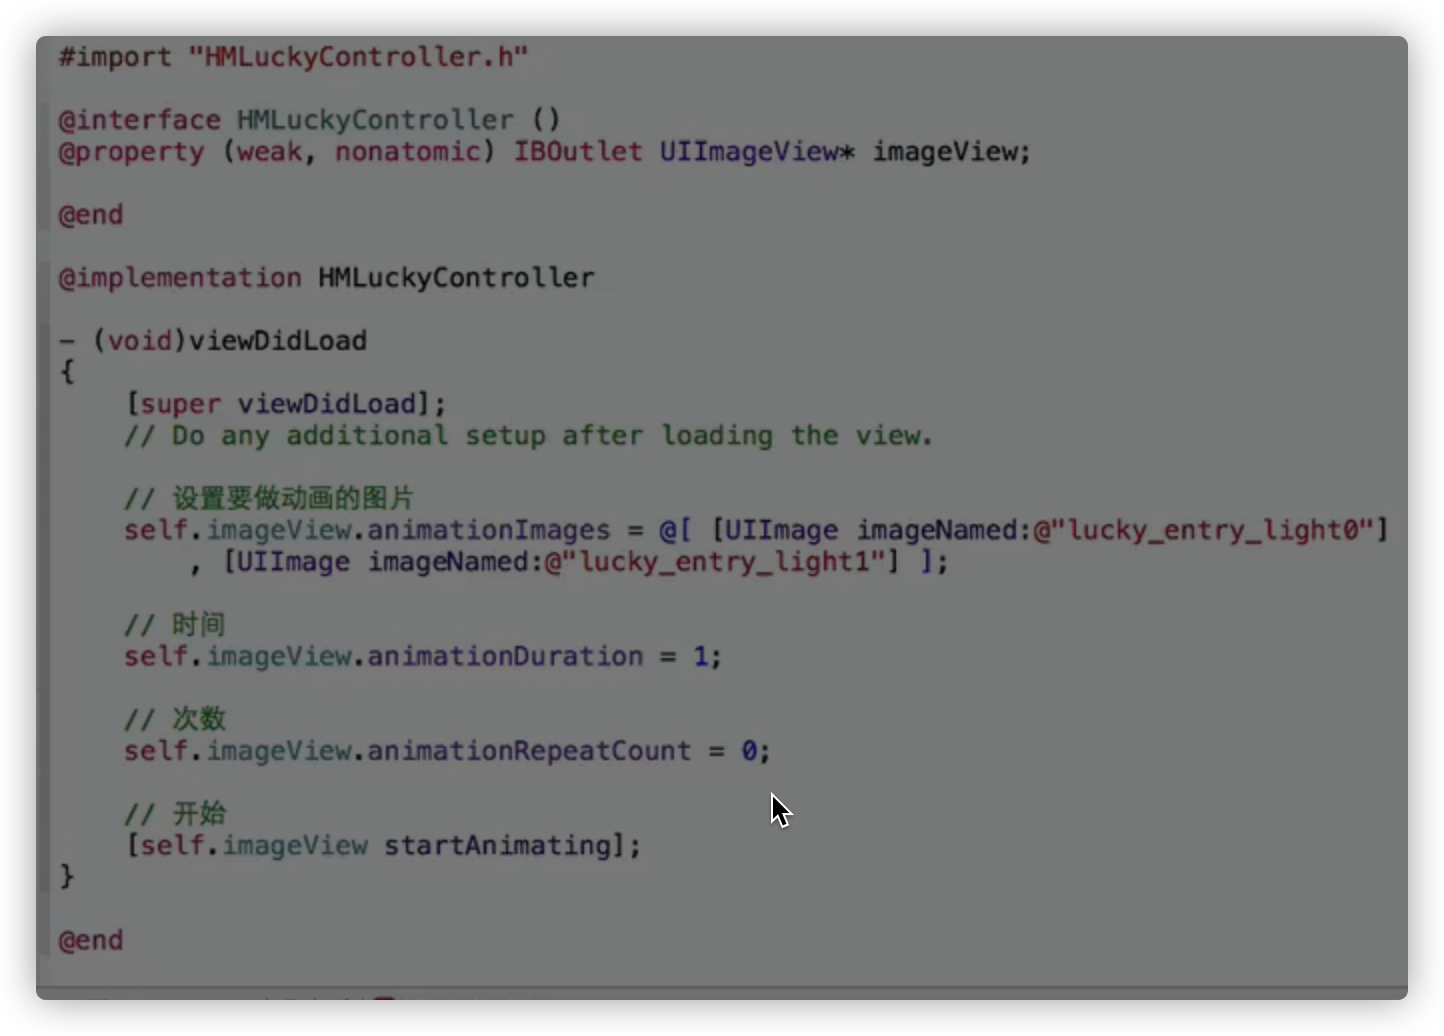 #import "HMLuckyController.h"
@interface HMLuckyController ()
@property (weak, nonatomic) IBOutlet UIImageView* imageView;
@end
@implementation HMLuckyController
- (void)viewDidLoad
{
[super viewDidLoad];
// Do any additional setup after loading the view.
// 设置要做动画的图片
self.imageView.animationImages = @[ [UIImage imageNamed:@"lucky_entry_light0"]
, [UIImage imageNamed:@"lucky_entry_light1"] ];
// 时间
self.imageView.animationDuration = 1;
// 次数
self.imageView.animationRepeatCount = 0;
// 开始
[self.imageView startAnimating];
}
@end